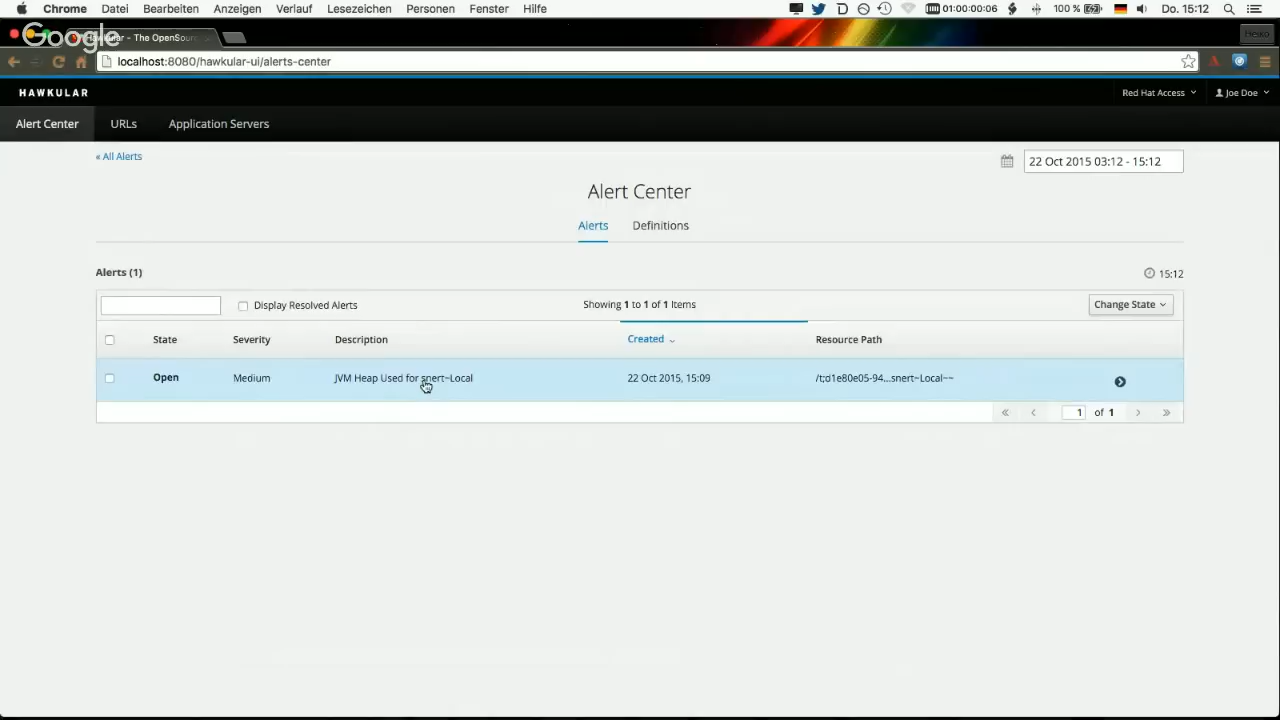 Chrome Datei Bearbeiten Anzeigen Verlauf Lesezeichen Personen Fenster Hilfe 01:00:00:06 100 % Do. 15:12
Google
Hawkular - The OpenSour
Heiko
localhost:8080/hawkular-ui/alerts-center
HAWKULAR Red Hat Access Joe Doe
Alert Center URLs Application Servers
« All Alerts 22 Oct 2015 03:12 - 15:12
Alert Center
Alerts Definitions
Alerts (1) 15:12
Display Resolved Alerts Showing 1 to 1 of 1 Items Change State
State Severity Description Created Resource Path
Open Medium JVM Heap Used for snert~Local 22 Oct 2015, 15:09 /t;d1e80e05-94...snert~Local~~
« ‹ 1 of 1 › »